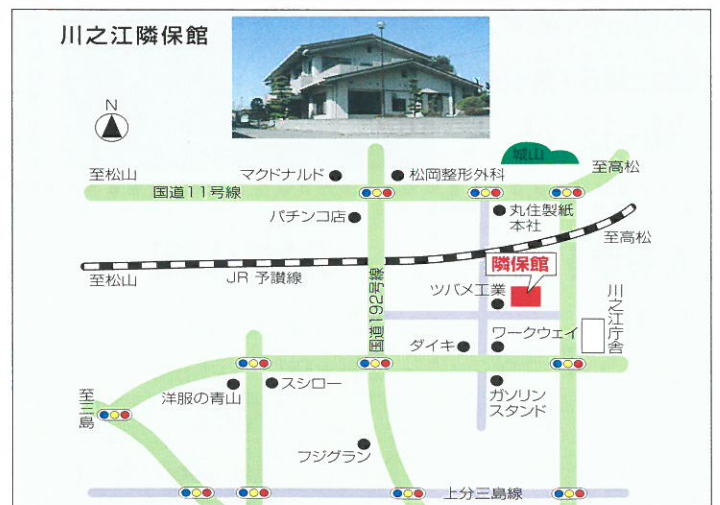 川之江隣保館
N
城山
至松山
マクドナルド
松岡整形外科
至高松
国道11号線
パチンコ店
丸住製紙
本社
至高松
隣保館
JR 予讃線
至松山
ツバメ工業
国道192号線
川之江庁舎
ワークウェイ
ダイキ
至三島
洋服の青山
スシロー
ガソリン
スタンド
フジグラン
上分三島線